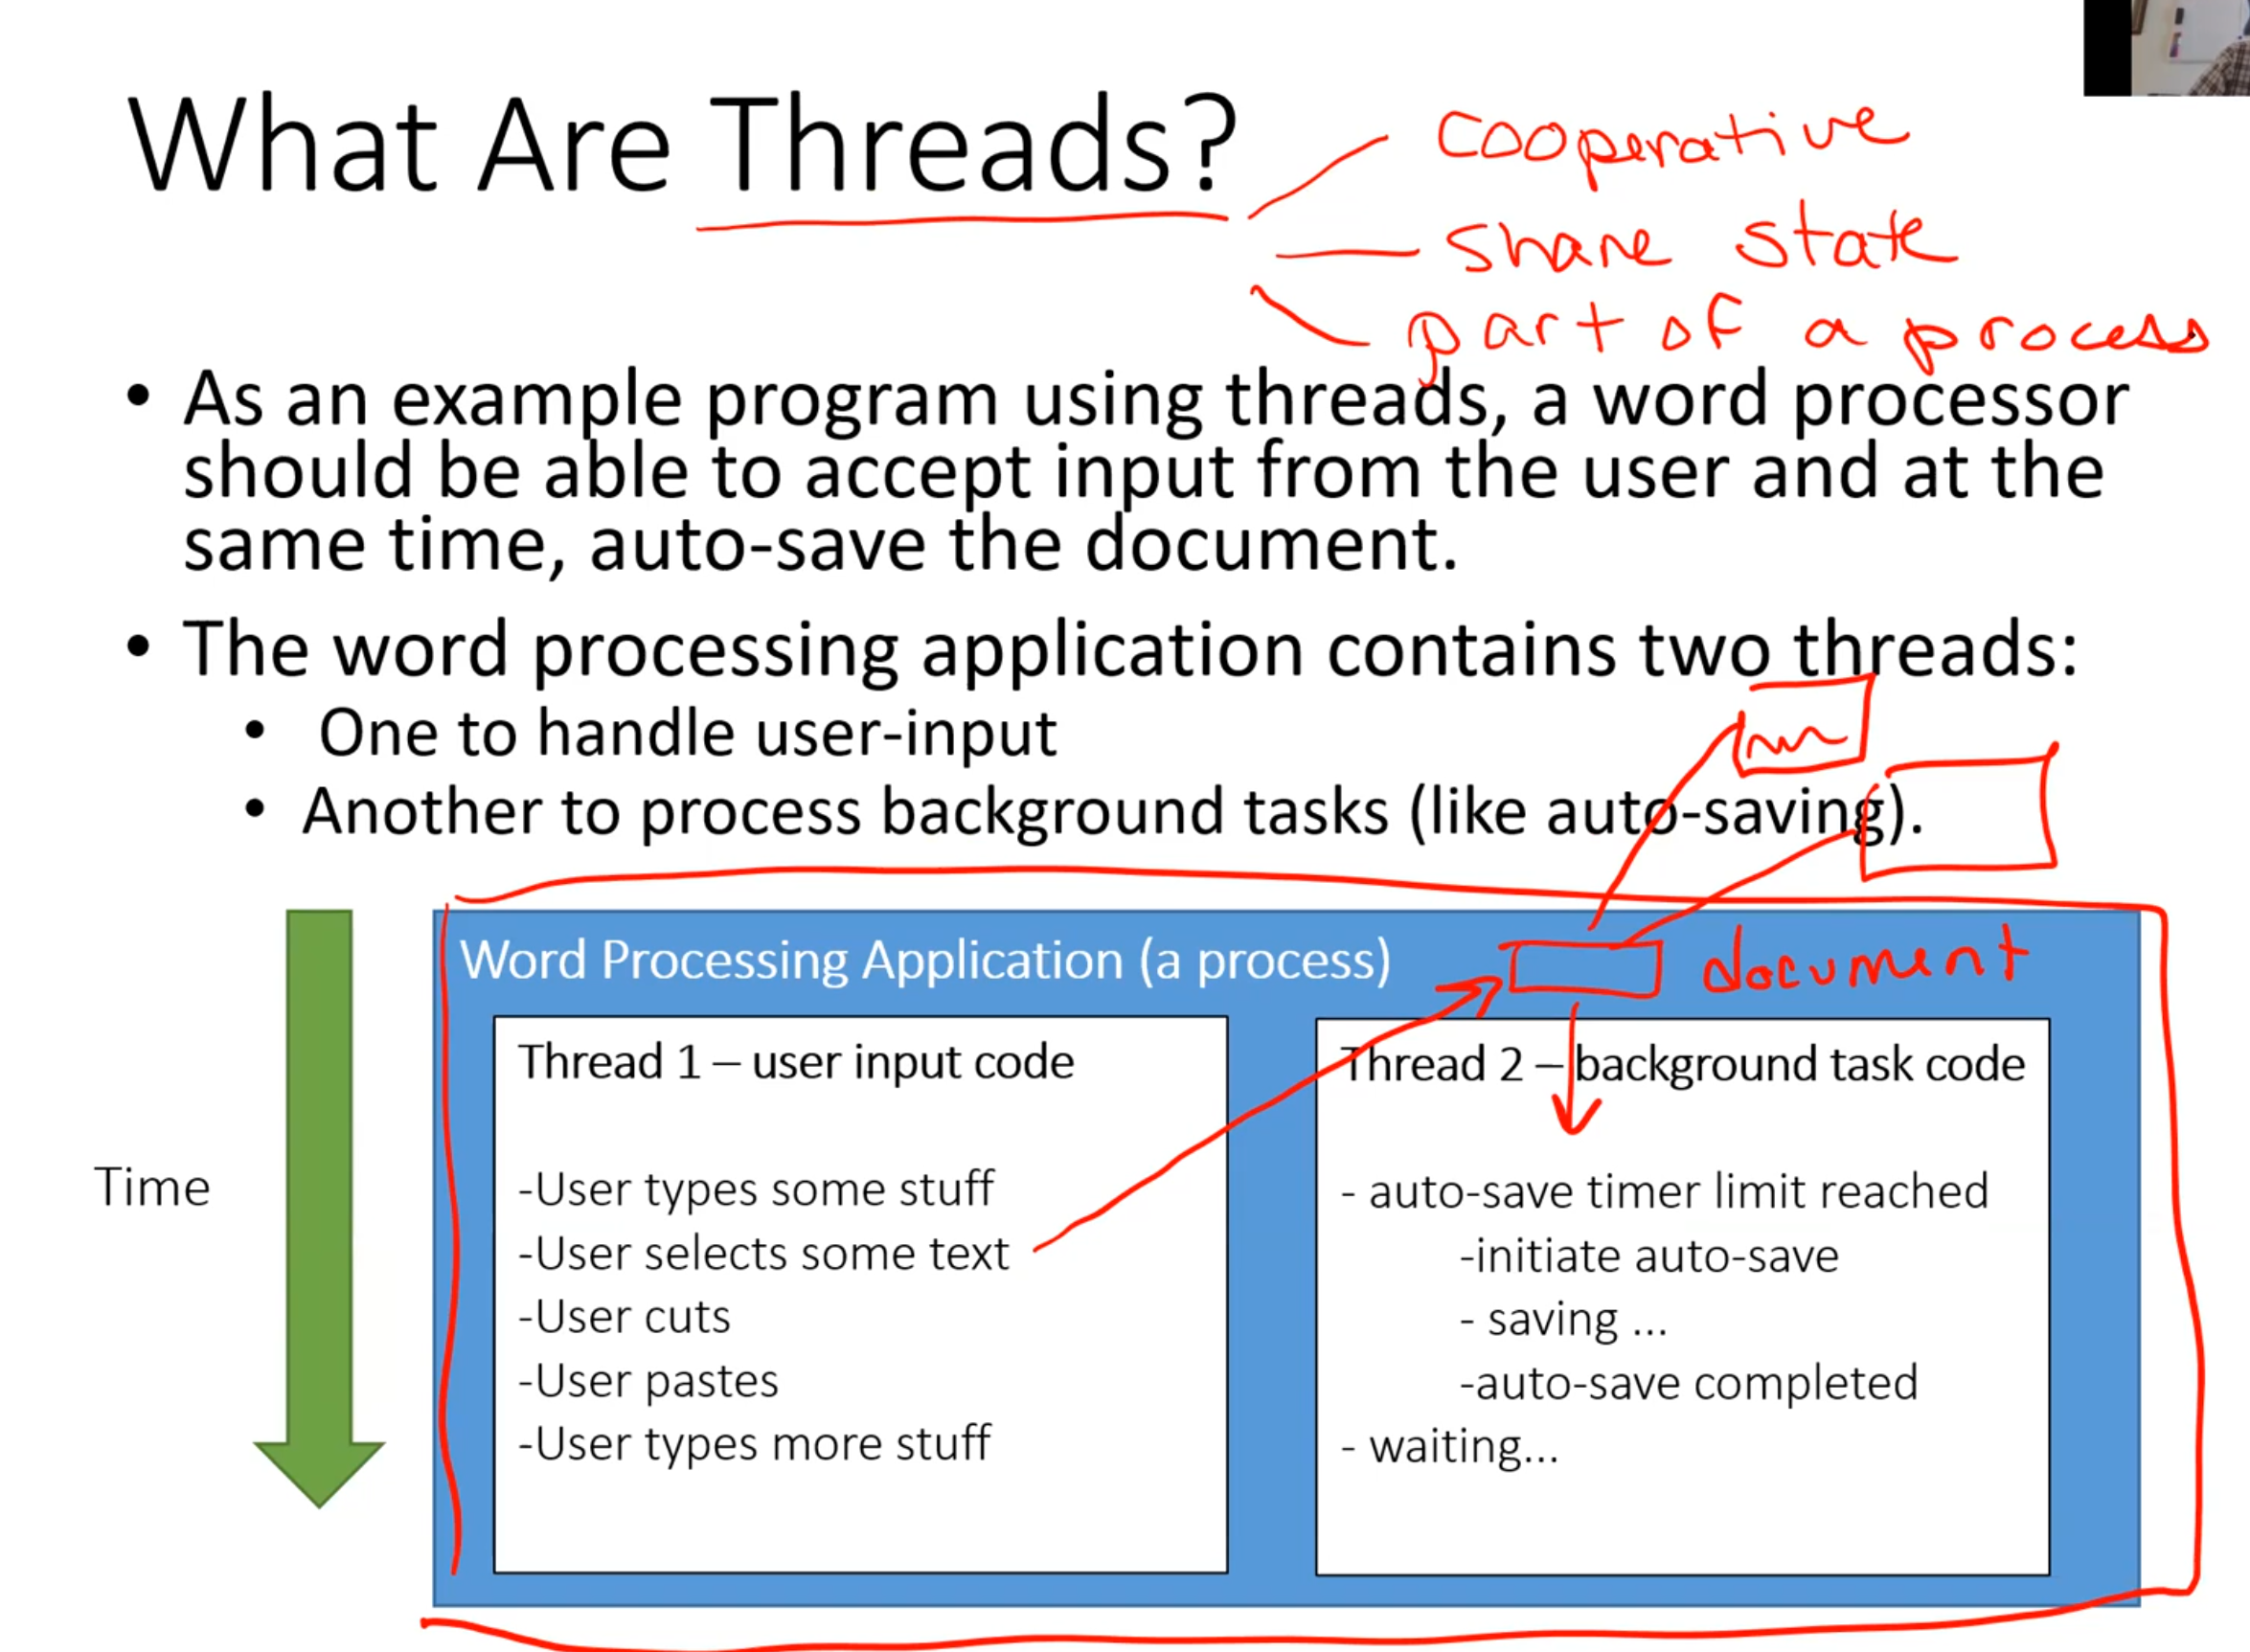 What Are Threads?
cooperative
share state
part of a process
• As an example program using threads, a word processor
should be able to accept input from the user and at the
same time, auto-save the document.
• The word processing application contains two threads:
• One to handle user-input
• Another to process background tasks (like auto-saving).
Word Processing Application (a process)
document
Time
Thread 1 – user input code
-User types some stuff
-User selects some text
-User cuts
-User pastes
-User types more stuff
Thread 2 – background task code
- auto-save timer limit reached
-initiate auto-save
- saving ...
-auto-save completed
- waiting...